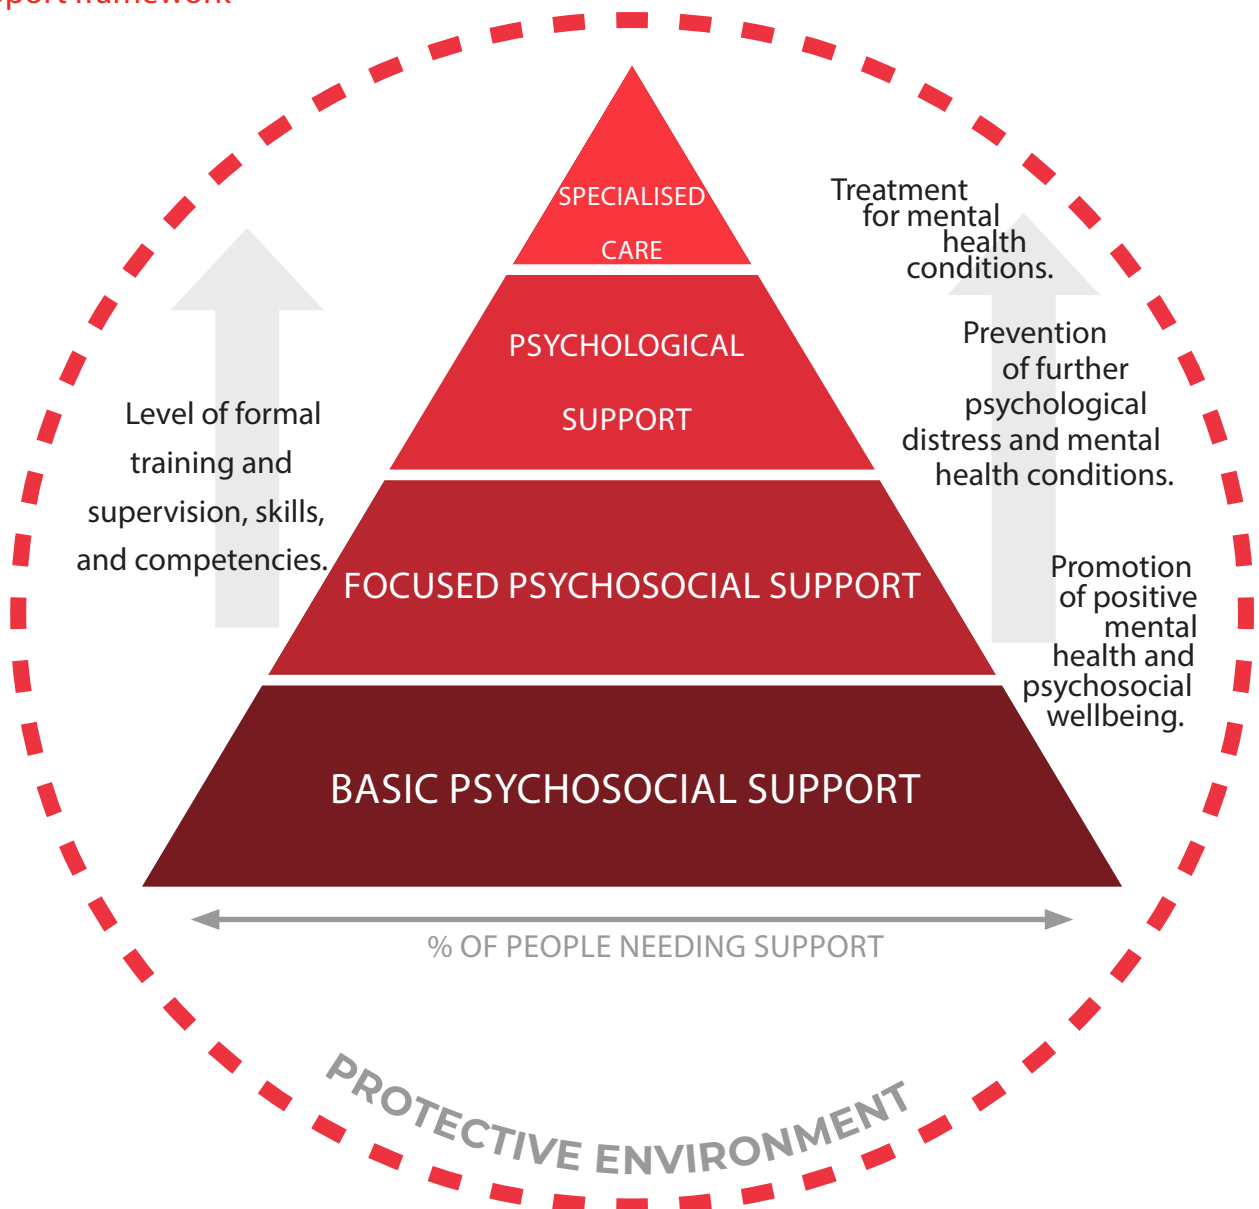 framework
SPECIALISED
CARE
PSYCHOLOGICAL
SUPPORT
FOCUSED PSYCHOSOCIAL SUPPORT
BASIC PSYCHOSOCIAL SUPPORT
Level of formal
training and
supervision, skills,
and competencies.
Treatment
for mental
health
conditions.
Prevention
of further
psychological
distress and mental
health conditions.
Promotion
of positive
mental
health and
psychosocial
wellbeing.
% OF PEOPLE NEEDING SUPPORT
PROTECTIVE ENVIRONMENT